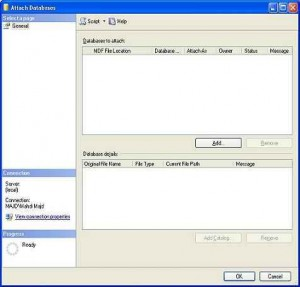 Attach Databases
Select a page
General
Script
Help
Databases to attach:
MDF File Location
Database ...
Attach As
Owner
Status
Message
Add...
Remove
Database details:
Original File Name
File Type
Current File Path
Message
Add Catalog...
Remove
Connection
Server:
(local)
Connection:
View connection properties
Progress
Ready
OK
Cancel